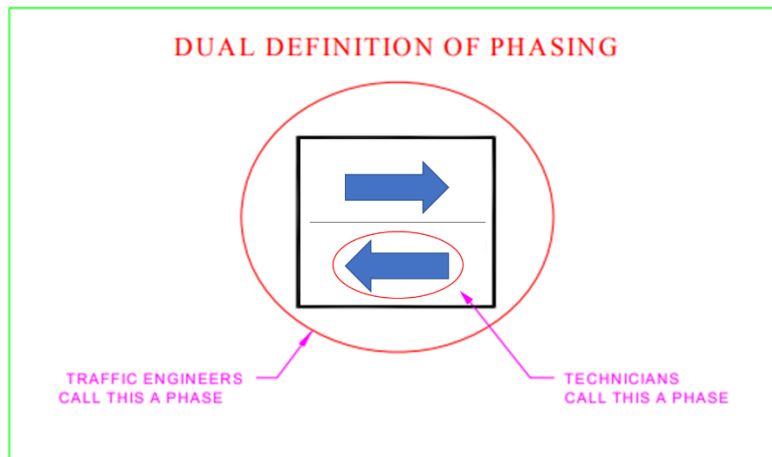 DUAL DEFINITION OF PHASING
TRAFFIC ENGINEERS
CALL THIS A PHASE
TECHNICIANS
CALL THIS A PHASE